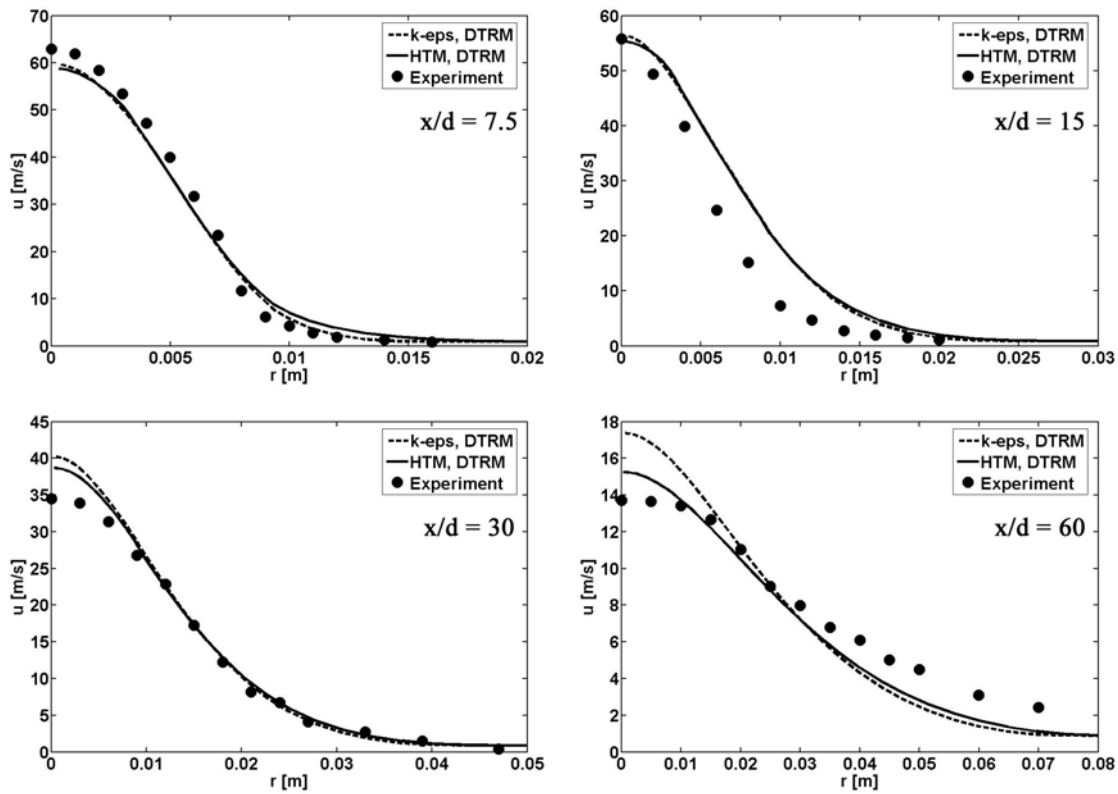 70
60
50
40
30
20
10
0
u [m/s]
k-eps, DTRM
HTM, DTRM
Experiment
x/d = 7.5
0
0.005
0.01
0.015
0.02
r [m]
60
50
40
30
20
10
0
u [m/s]
k-eps, DTRM
HTM, DTRM
Experiment
x/d = 15
0
0.005
0.01
0.015
0.02
0.025
0.03
r [m]
45
40
35
30
25
20
15
10
5
0
u [m/s]
k-eps, DTRM
HTM, DTRM
Experiment
x/d = 30
0
0.01
0.02
0.03
0.04
0.05
r [m]
18
16
14
12
10
8
6
4
2
0
u [m/s]
k-eps, DTRM
HTM, DTRM
Experiment
x/d = 60
0
0.01
0.02
0.03
0.04
0.05
0.06
0.07
0.08
r [m]